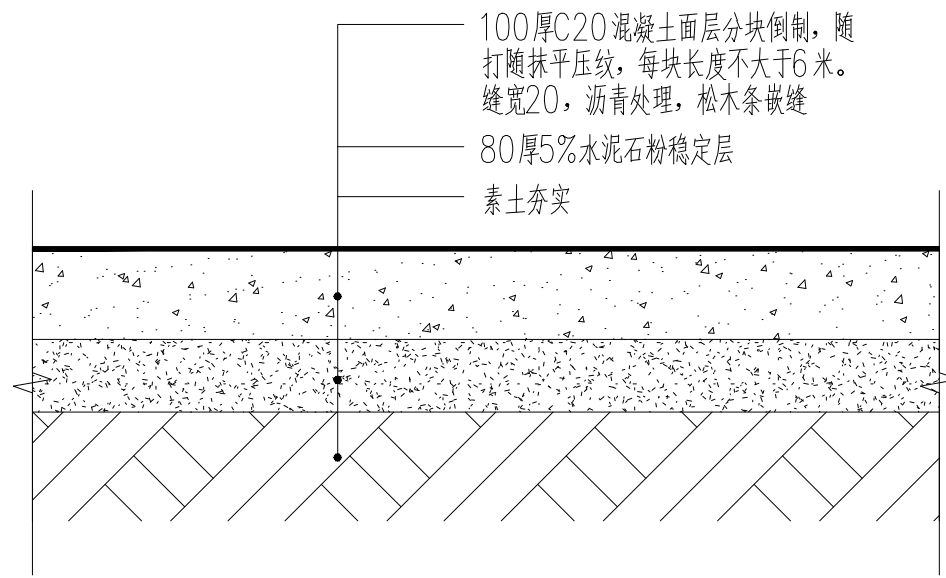 100厚C20混凝土面层分块倒制，随
打随抹平压纹，每块长度不大于6米。
缝宽20，沥青处理，松木条嵌缝
80厚5%水泥石粉稳定层
素土夯实